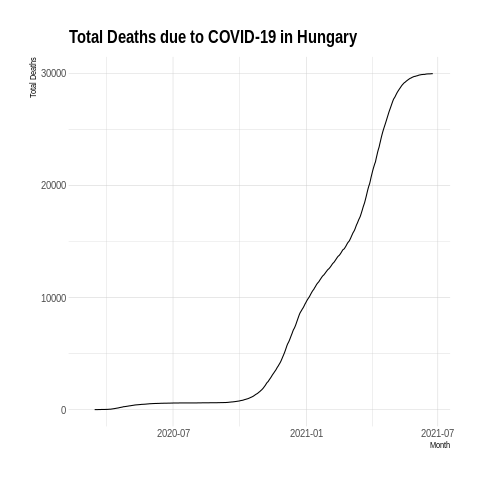 Total Deaths due to COVID-19 in Hungary
Total Deaths
30000
20000
10000
0
2020-07
2021-01
2021-07
Month